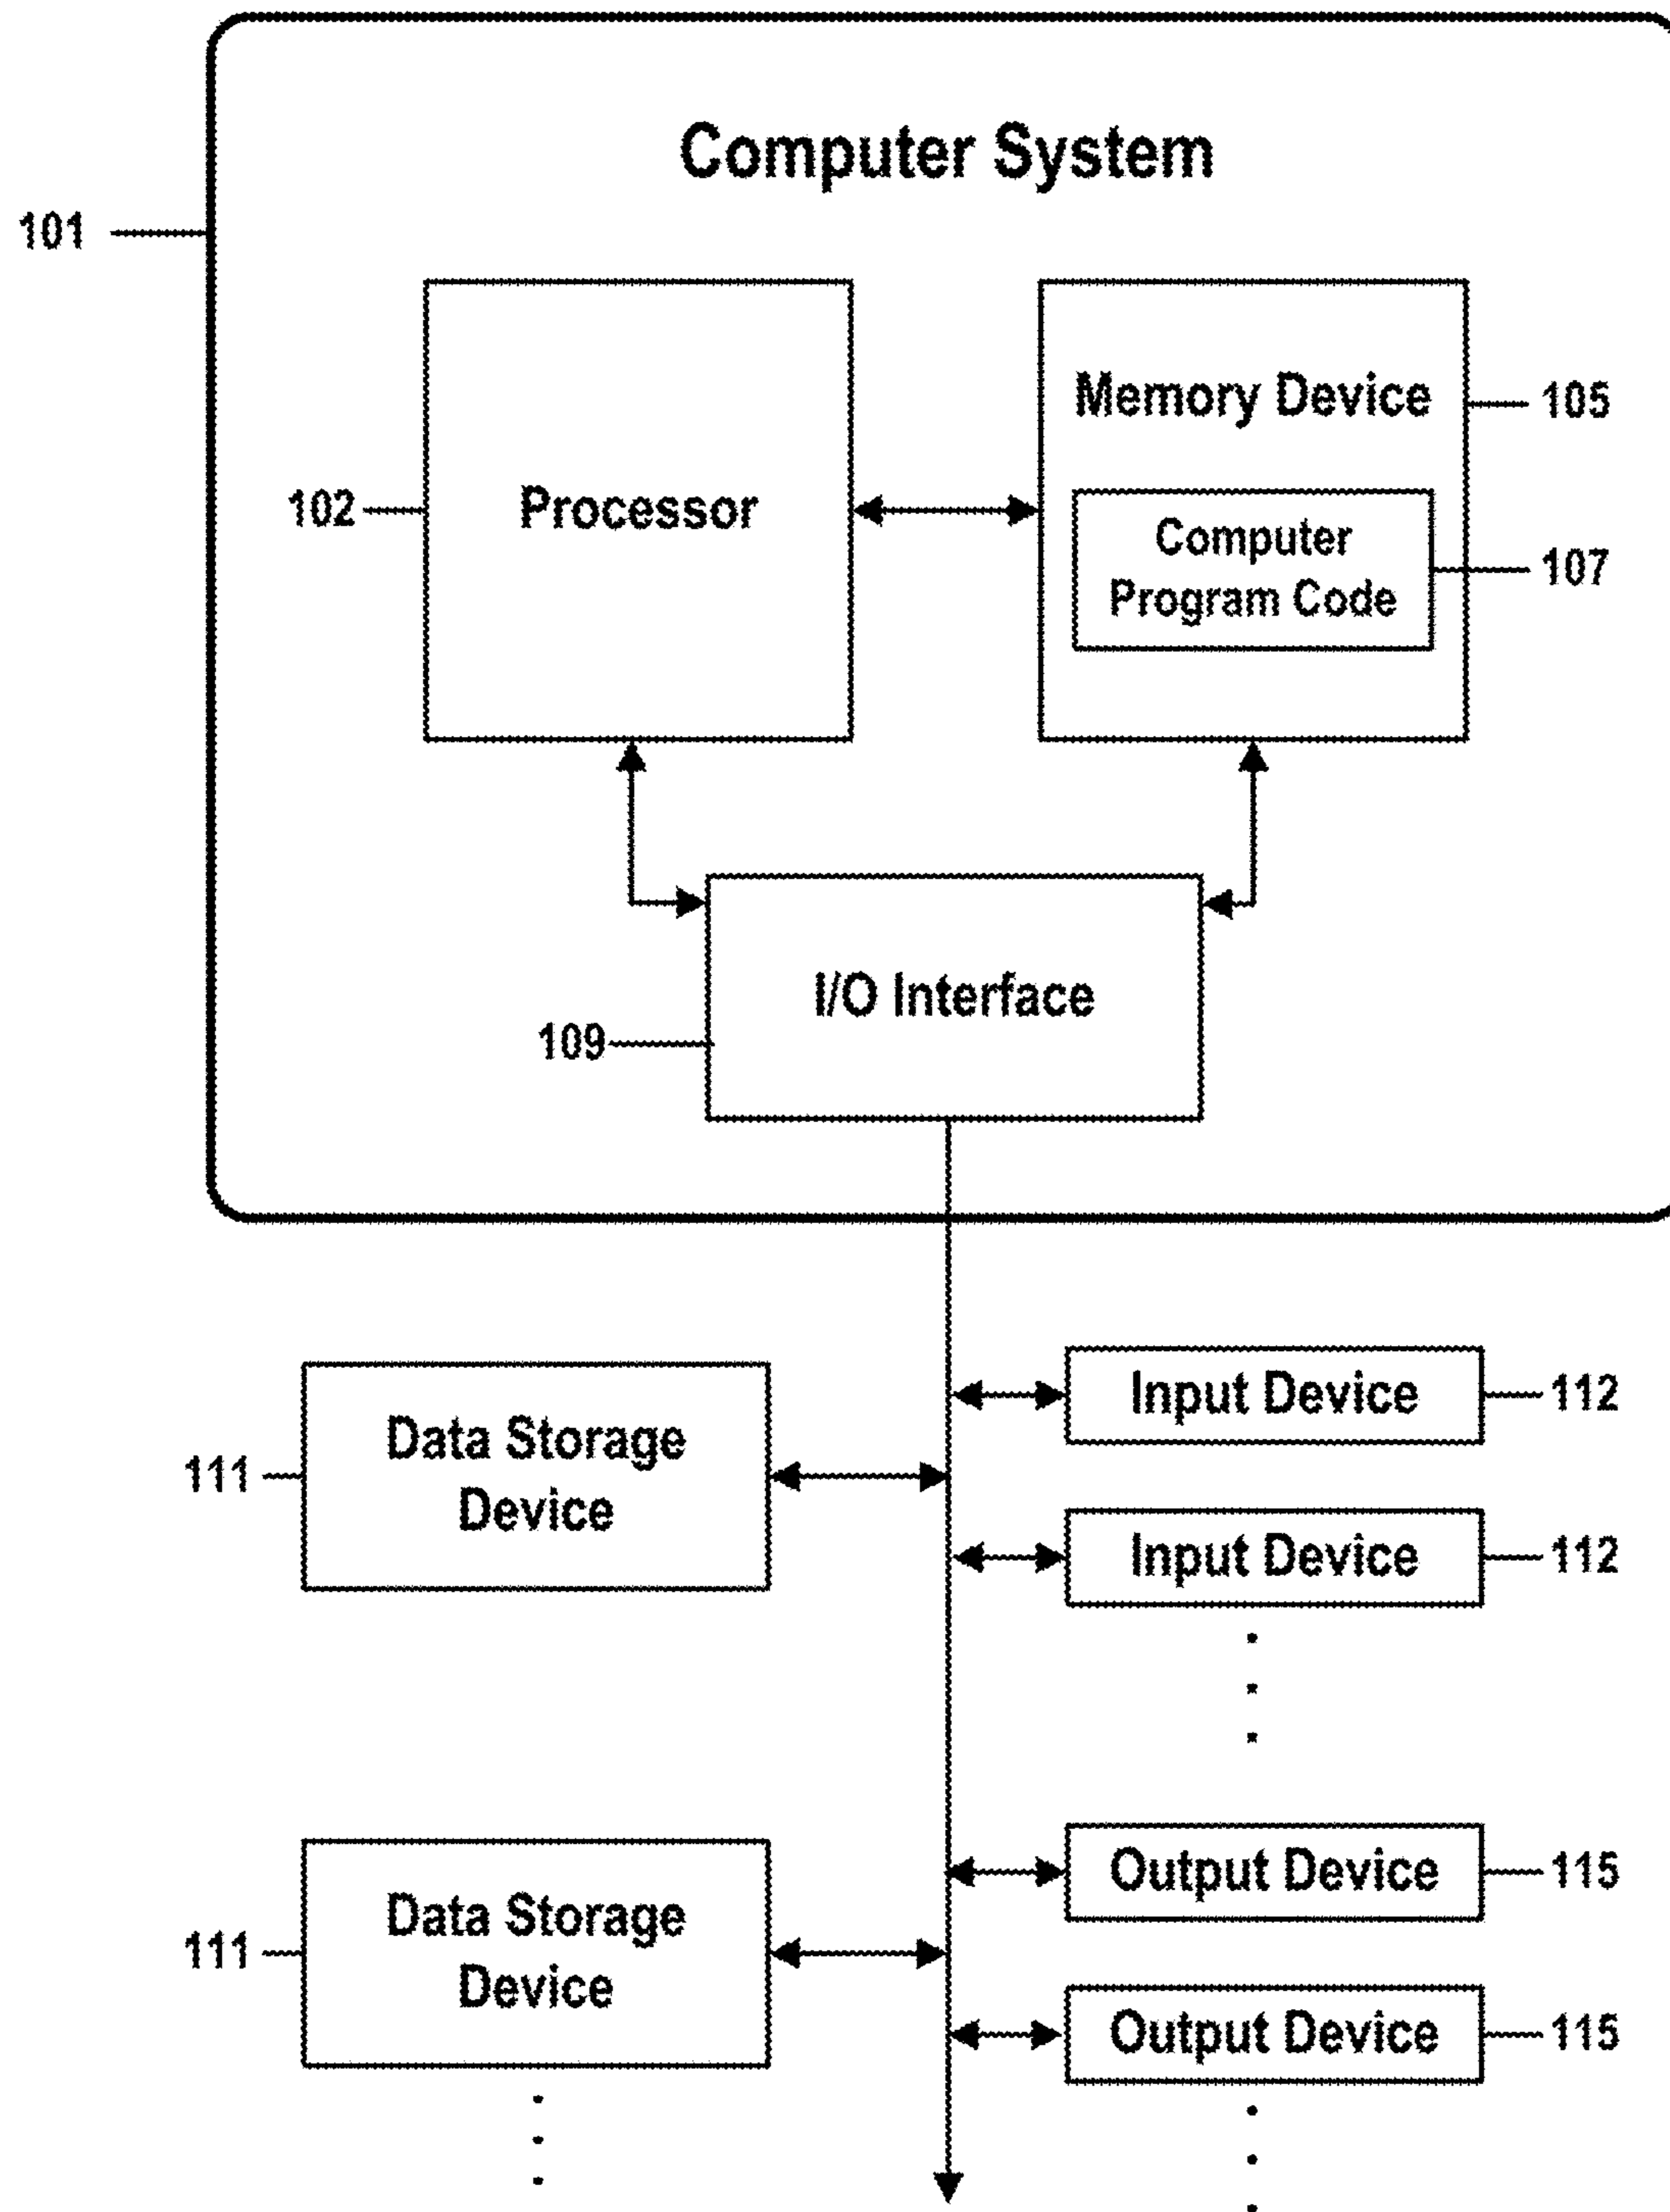 Computer System
101
Processor
102
Memory Device
105
Computer
Program Code
107
I/O Interface
109
Data Storage
Device
111
Input Device
112
Input Device
112
Data Storage
Device
111
Output Device
115
Output Device
115